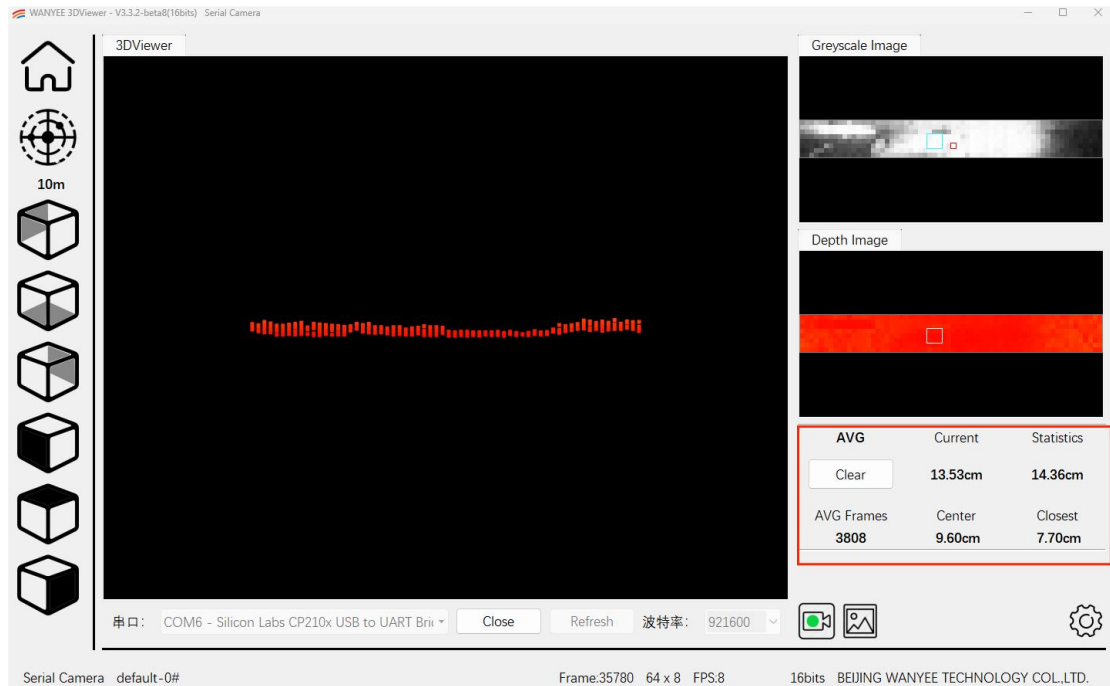 WANYEE 3DViewer - V3.3.2-beta8(16bits) Serial Camera
3DViewer
Greyscale Image
10m
Depth Image
AVG Current Statistics
Clear 13.53cm 14.36cm
AVG Frames Center Closest
3808 9.60cm 7.70cm
串口: COM6 - Silicon Labs CP210x USB to UART Bri Close Refresh 波特率: 921600
Serial Camera default-0# Frame:35780 64 x 8 FPS:8 16bits BEIJING WANYEE TECHNOLOGY COL.,LTD.